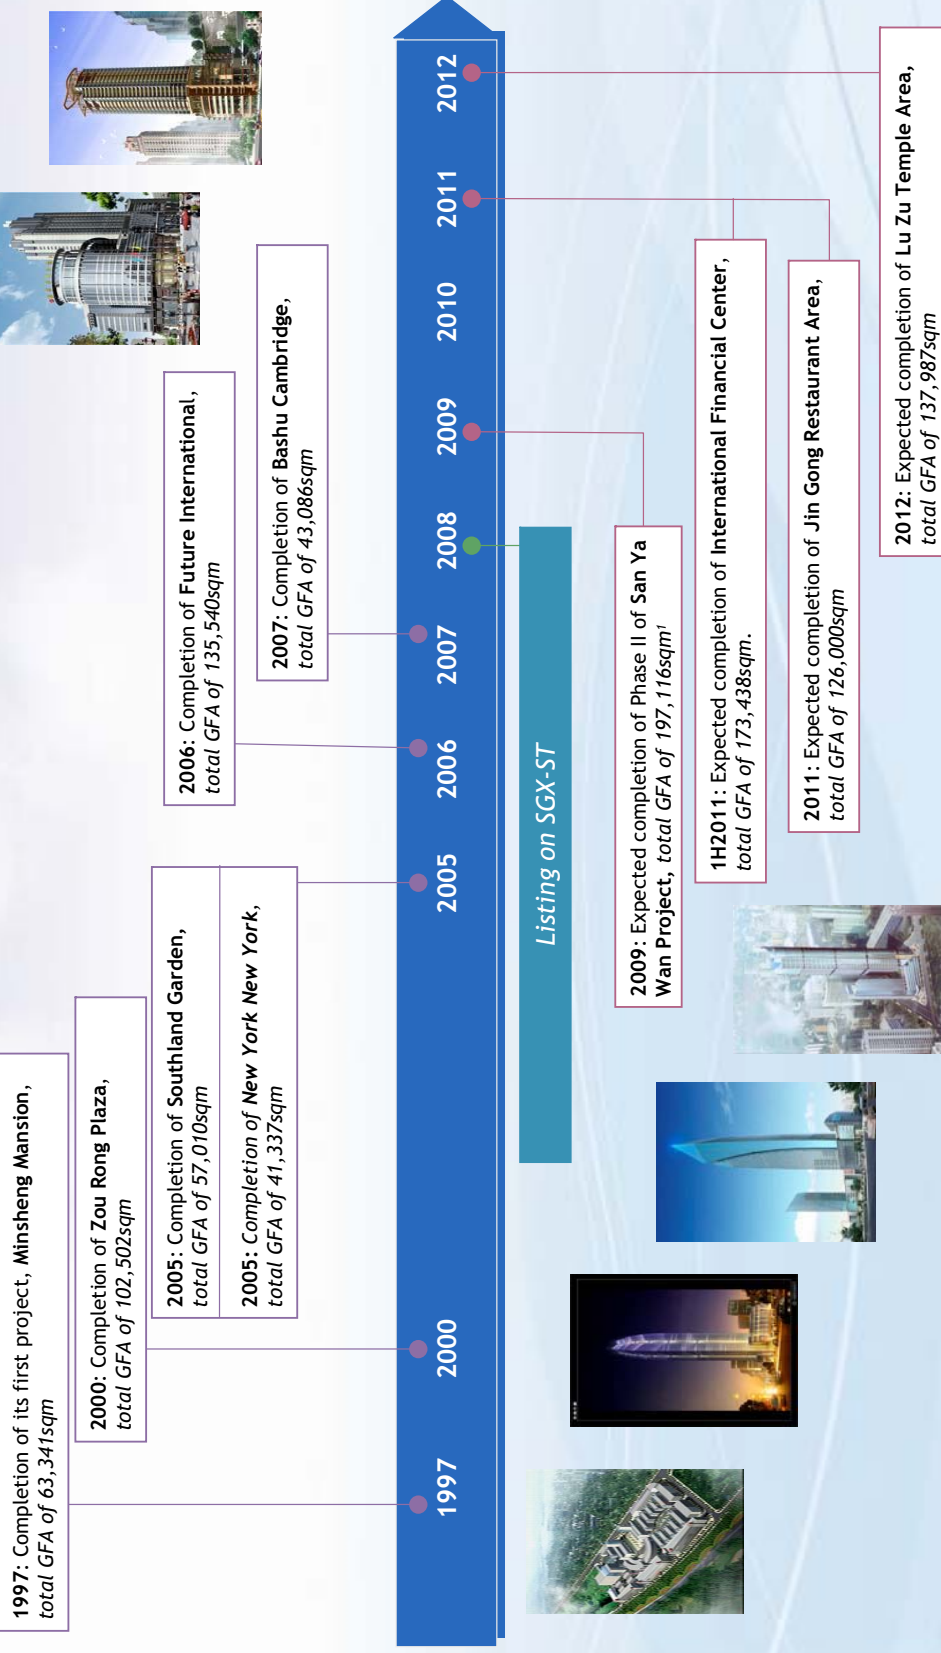 1997: Completion of its first project, Minsheng Mansion,
total GFA of 63,341sqm
2000: Completion of Zou Rong Plaza,
total GFA of 102,502sqm
2005: Completion of Southland Garden,
total GFA of 57,010sqm
2005: Completion of New York New York,
total GFA of 41,337sqm
2006: Completion of Future International,
total GFA of 135,540sqm
2007: Completion of Bashu Cambridge,
total GFA of 43,086sqm
1997 2000 2005 2006 2007 2008 2009 2010 2011 2012
Listing on SGX-ST
2009: Expected completion of Phase II of San Ya
Wan Project, total GFA of 197,116sqm¹
1H2011: Expected completion of International Financial Center,
total GFA of 173,438sqm.
2011: Expected completion of Jin Gong Restaurant Area,
total GFA of 126,000sqm
2012: Expected completion of Lu Zu Temple Area,
total GFA of 137,987sqm